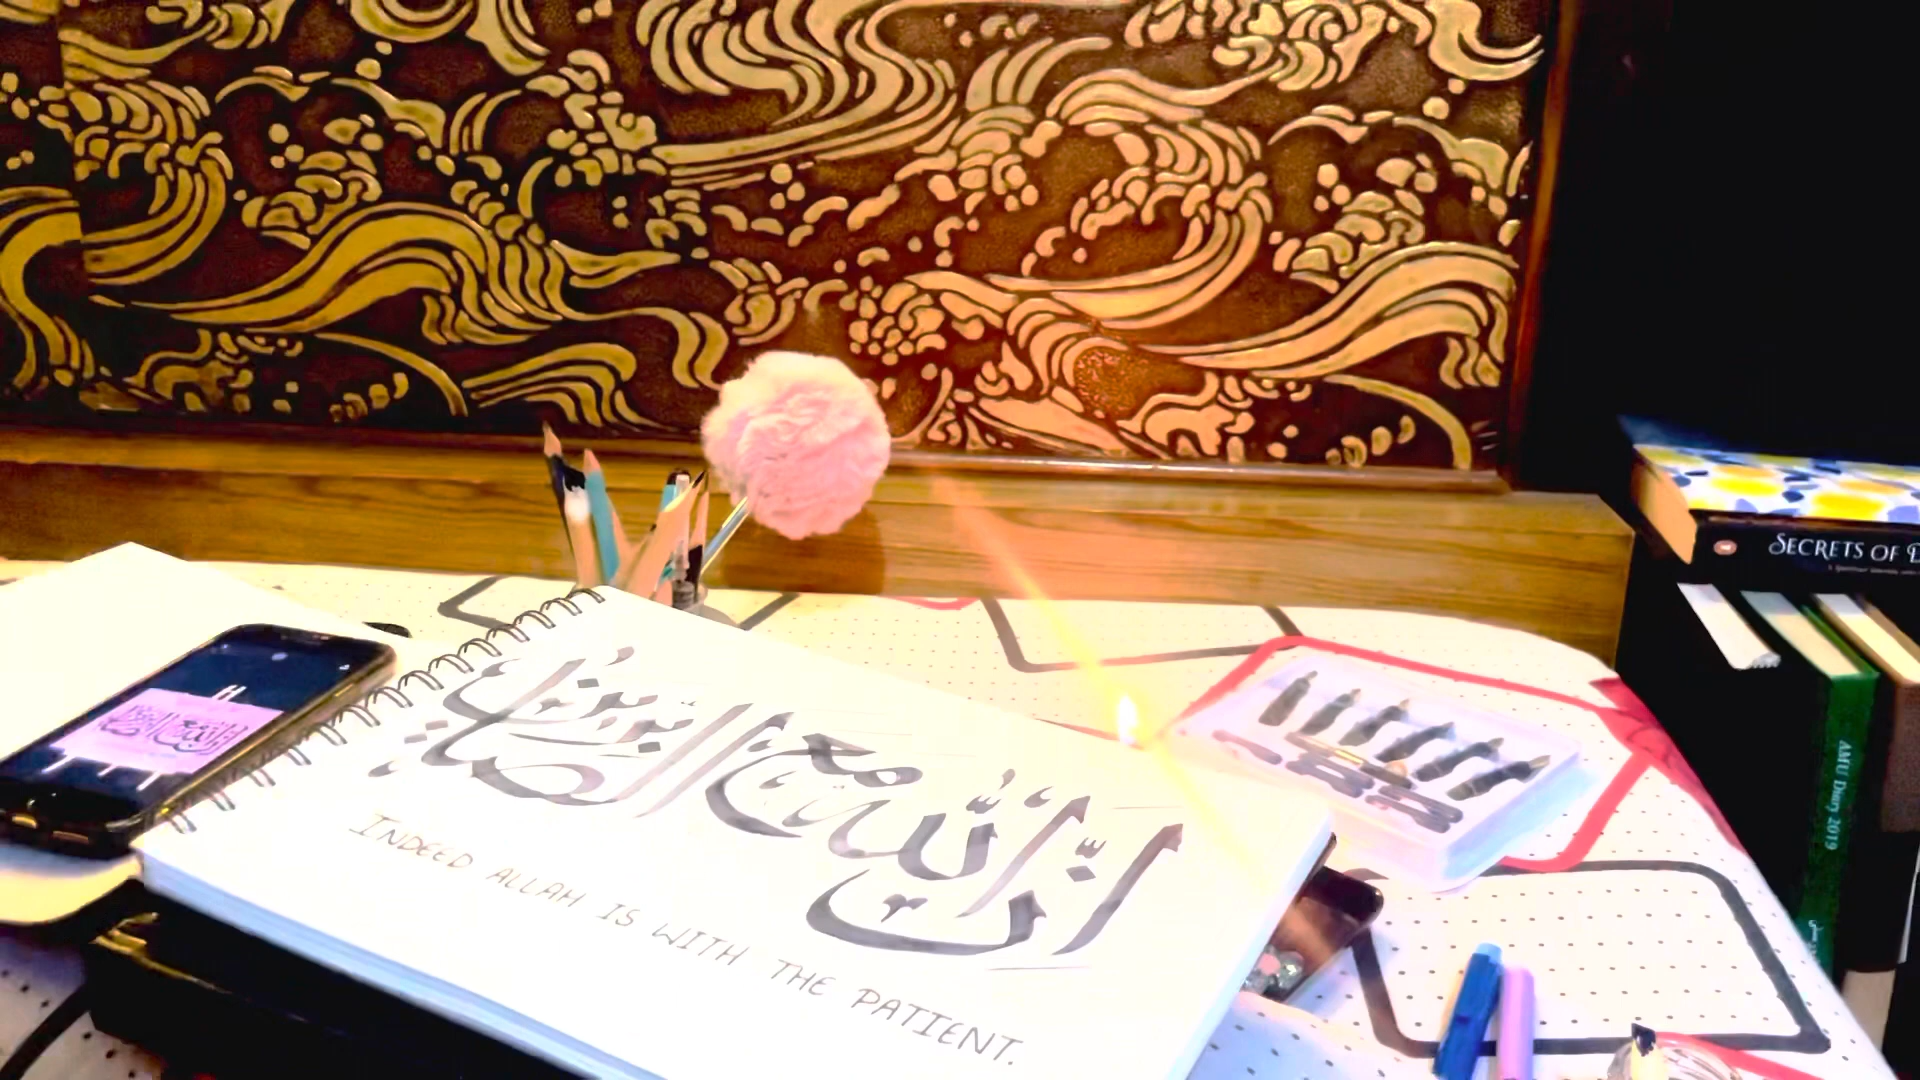 إنّ الله مع الصابرين
INDEED ALLAH IS WITH THE PATIENT.
SECRETS OF
AMU Diary 2019